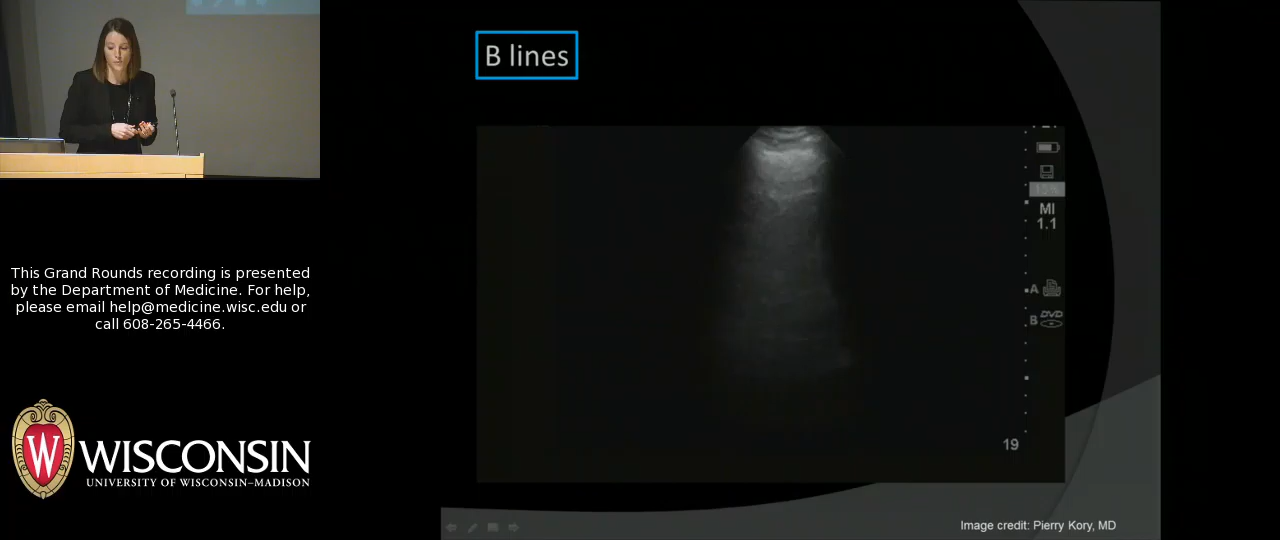 B lines
MI
1.1
A
B
DVD
19
This Grand Rounds recording is presented
by the Department of Medicine. For help,
please email help@medicine.wisc.edu or
call 608-265-4466.
W
WISCONSIN
UNIVERSITY OF WISCONSIN–MADISON
Image credit: Pierry Kory, MD